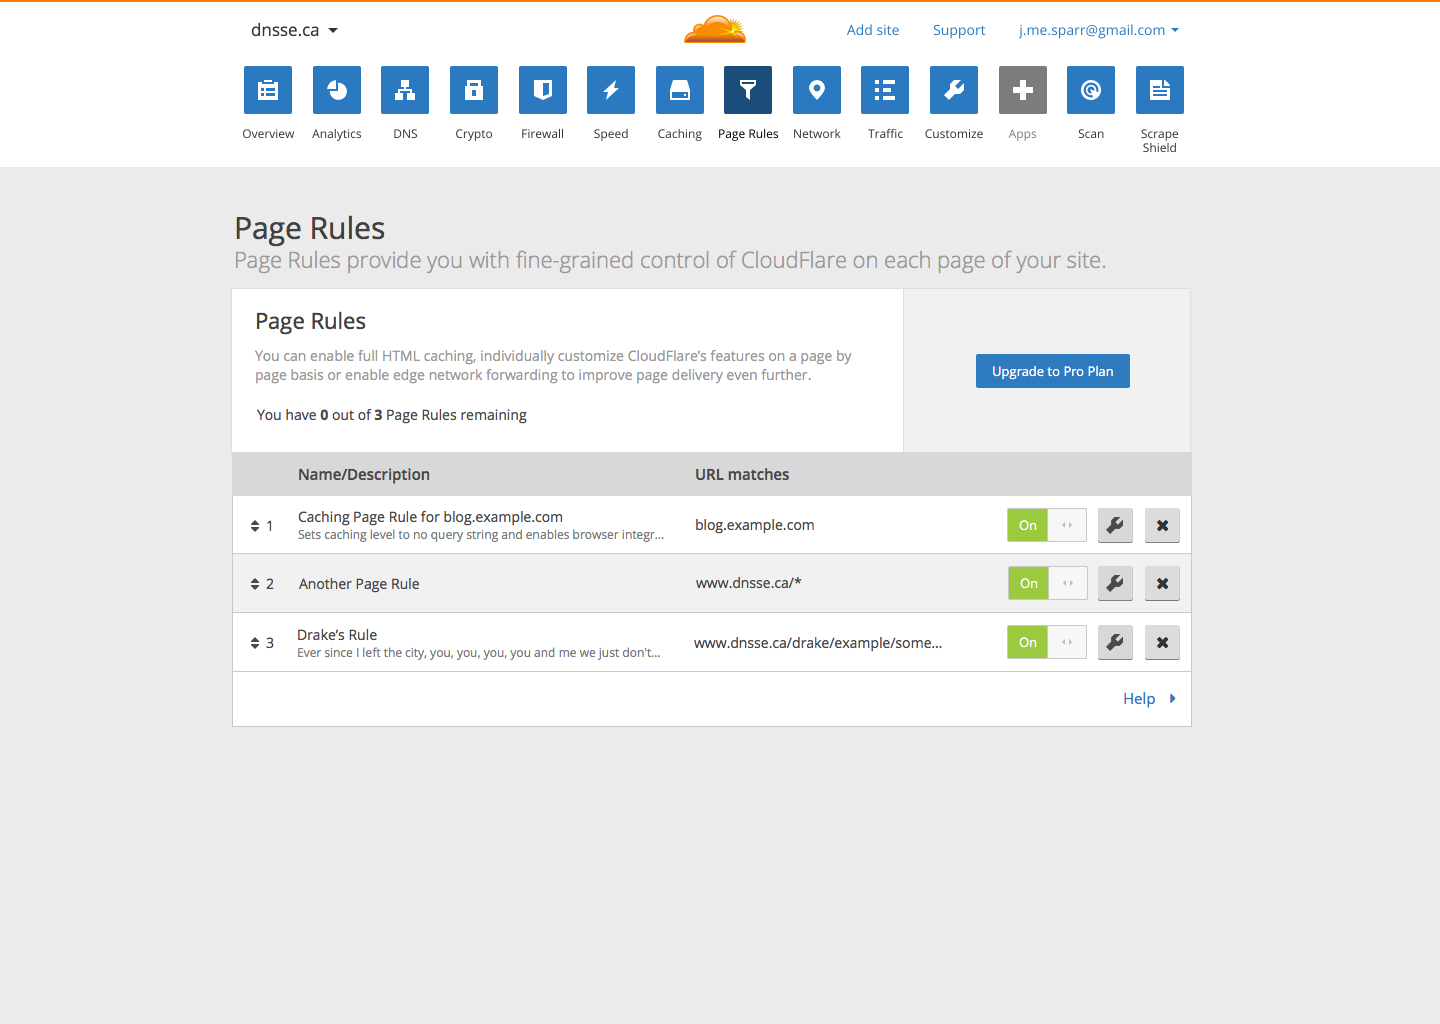 dnsse.ca
Add site
Support
j.me.sparr@gmail.com
Overview
Analytics
DNS
Crypto
Firewall
Speed
Caching
Page Rules
Network
Traffic
Customize
Apps
Scan
Scrape
Shield
Page Rules
Page Rules provide you with fine-grained control of CloudFlare on each page of your site.
Page Rules
You can enable full HTML caching, individually customize CloudFlare's features on a page by
page basis or enable edge network forwarding to improve page delivery even further.
You have 0 out of 3 Page Rules remaining
Upgrade to Pro Plan
Name/Description
URL matches
1
Caching Page Rule for blog.example.com
Sets caching level to no query string and enables browser integr...
blog.example.com
On
2
Another Page Rule
www.dnsse.ca/*
On
3
Drake's Rule
Ever since I left the city, you, you, you, you and me we just don't...
www.dnsse.ca/drake/example/some...
On
Help